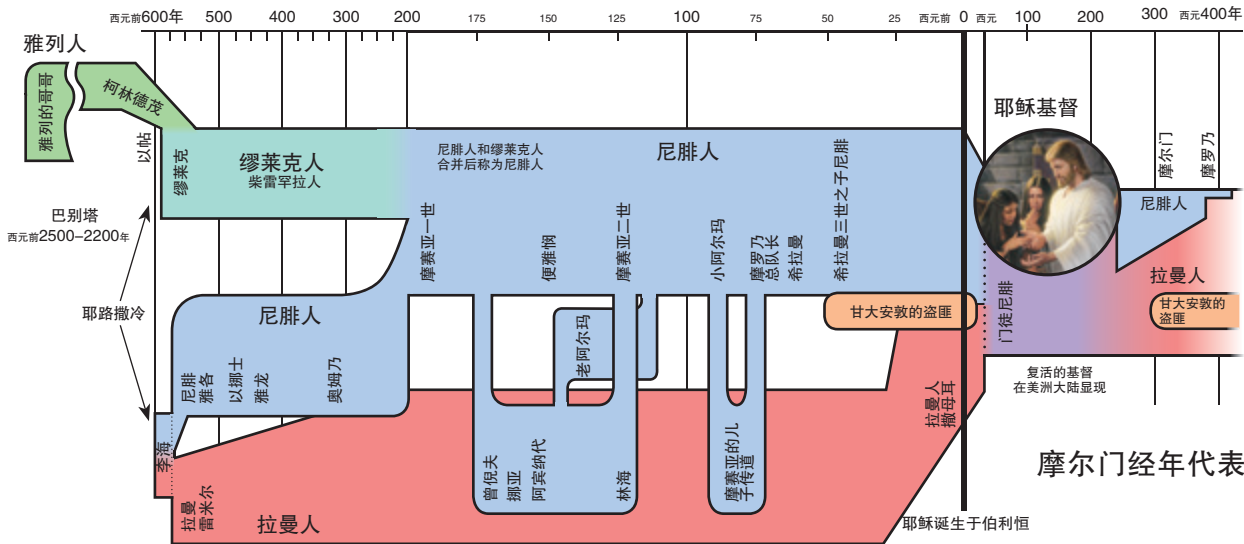 西元前600年 500 400 300 200 175 150 125 100 75 50 25 西元前 0 西元 100 200 300 西元400年
雅列人
雅列的哥哥
柯林德茂
以帖
缪莱克
缪莱克人
柴雷罕拉人
尼腓人和缪莱克人
合并后称为尼腓人
尼腓人
耶稣基督
摩尔门
摩罗乃
尼腓人
巴别塔
西元前2500–2200年
耶路撒冷
摩赛亚一世
便雅悯
摩赛亚二世
小阿尔玛
摩罗乃
总队长
希拉曼
希拉曼三世之子尼腓
尼腓人
尼腓
雅各
以挪士
雅龙
奥姆乃
老阿尔玛
甘大安敦的盗匪
门徒尼腓
拉曼人
甘大安敦的
盗匪
复活的基督
在美洲大陆显现
拉曼人
撒母耳
李海
拉曼
雷米尔
拉曼人
曾倪夫
挪亚
阿宾纳代
林海
摩赛亚的儿
子传道
摩尔门经年代表
耶稣诞生于伯利恒